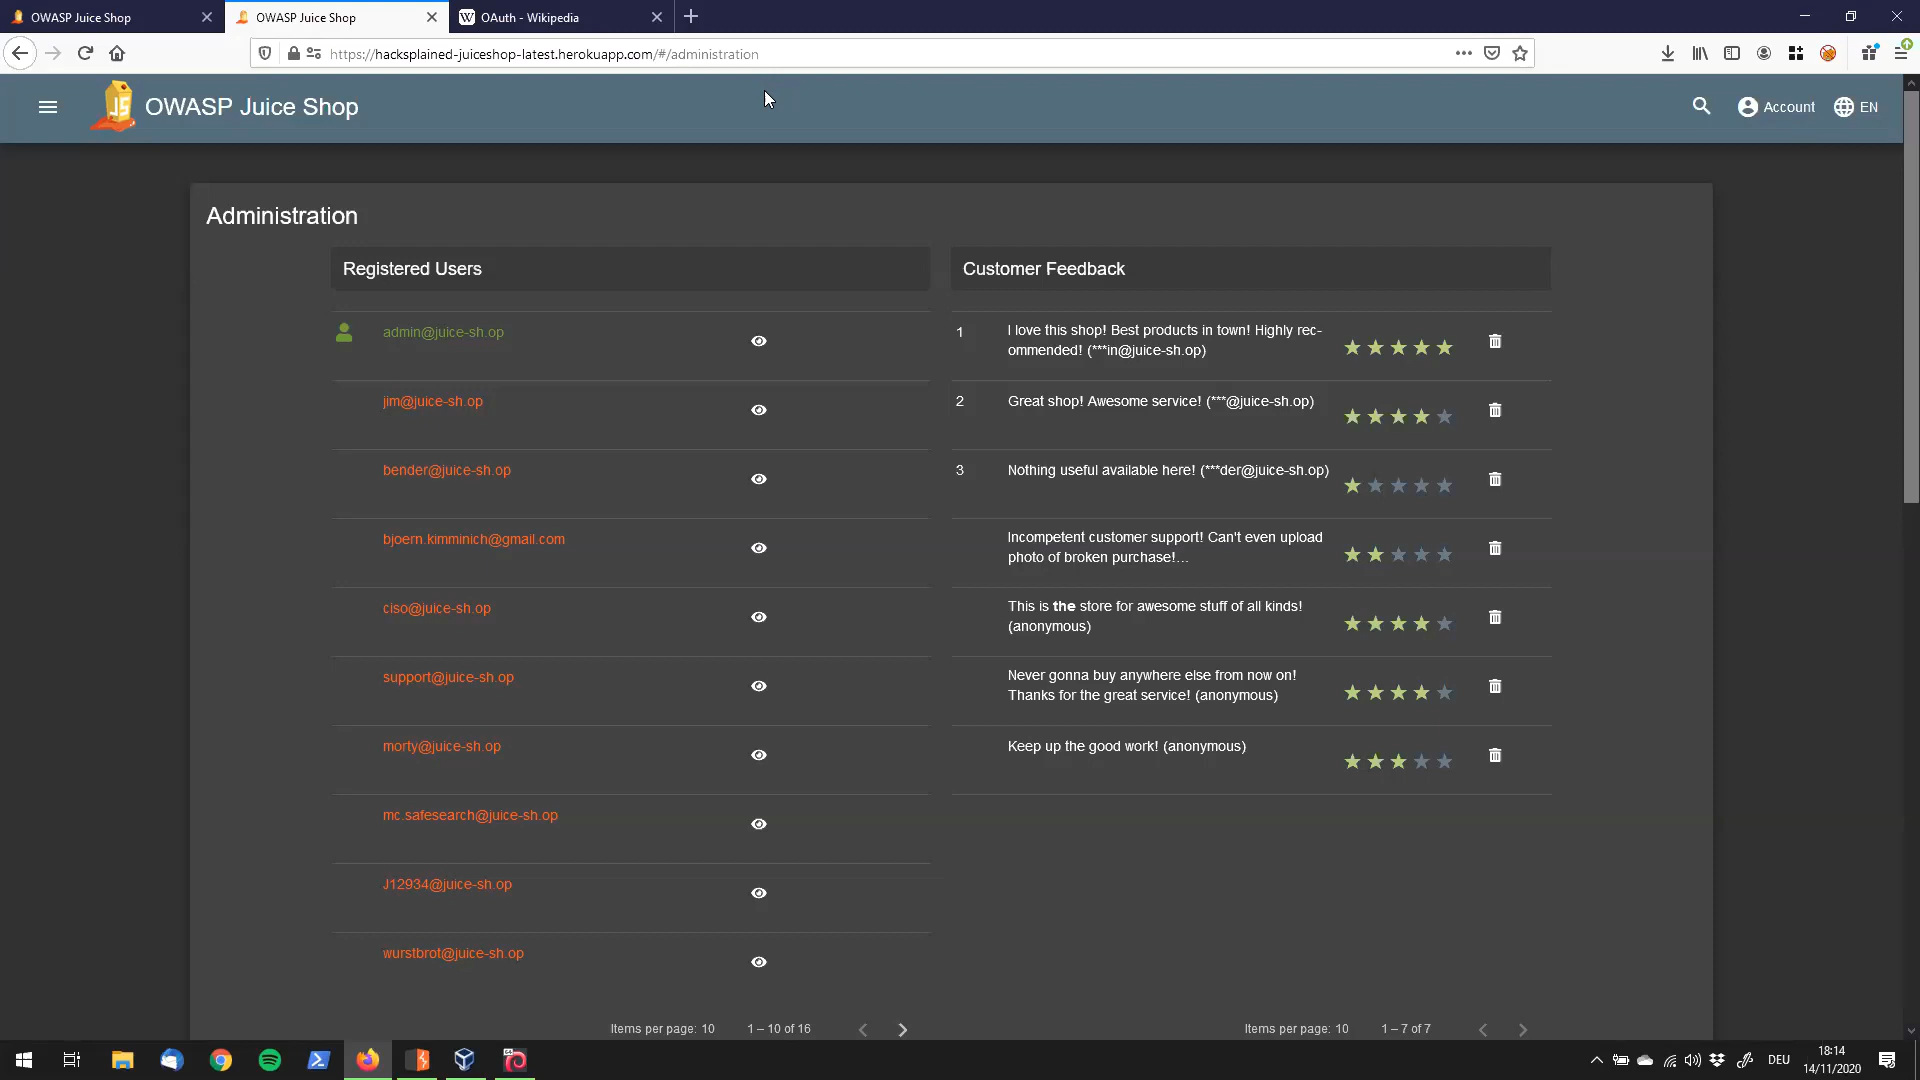 OWASP Juice Shop
OWASP Juice Shop
W OAuth - Wikipedia
https://hacksplained-juiceshop-latest.herokuapp.com/#/administration
JS
OWASP Juice Shop
Account
EN
Administration
Registered Users
admin@juice-sh.op
jim@juice-sh.op
bender@juice-sh.op
bjoern.kimminich@gmail.com
ciso@juice-sh.op
support@juice-sh.op
morty@juice-sh.op
mc.safesearch@juice-sh.op
J12934@juice-sh.op
wurstbrot@juice-sh.op
Items per page: 10 1 – 10 of 16
Customer Feedback
1 I love this shop! Best products in town! Highly rec-
ommended! (***in@juice-sh.op)
2 Great shop! Awesome service! (***@juice-sh.op)
3 Nothing useful available here! (***der@juice-sh.op)
Incompetent customer support! Can't even upload
photo of broken purchase!...
This is the store for awesome stuff of all kinds!
(anonymous)
Never gonna buy anywhere else from now on!
Thanks for the great service! (anonymous)
Keep up the good work! (anonymous)
Items per page: 10 1 – 7 of 7
DEU
18:14
14/11/2020